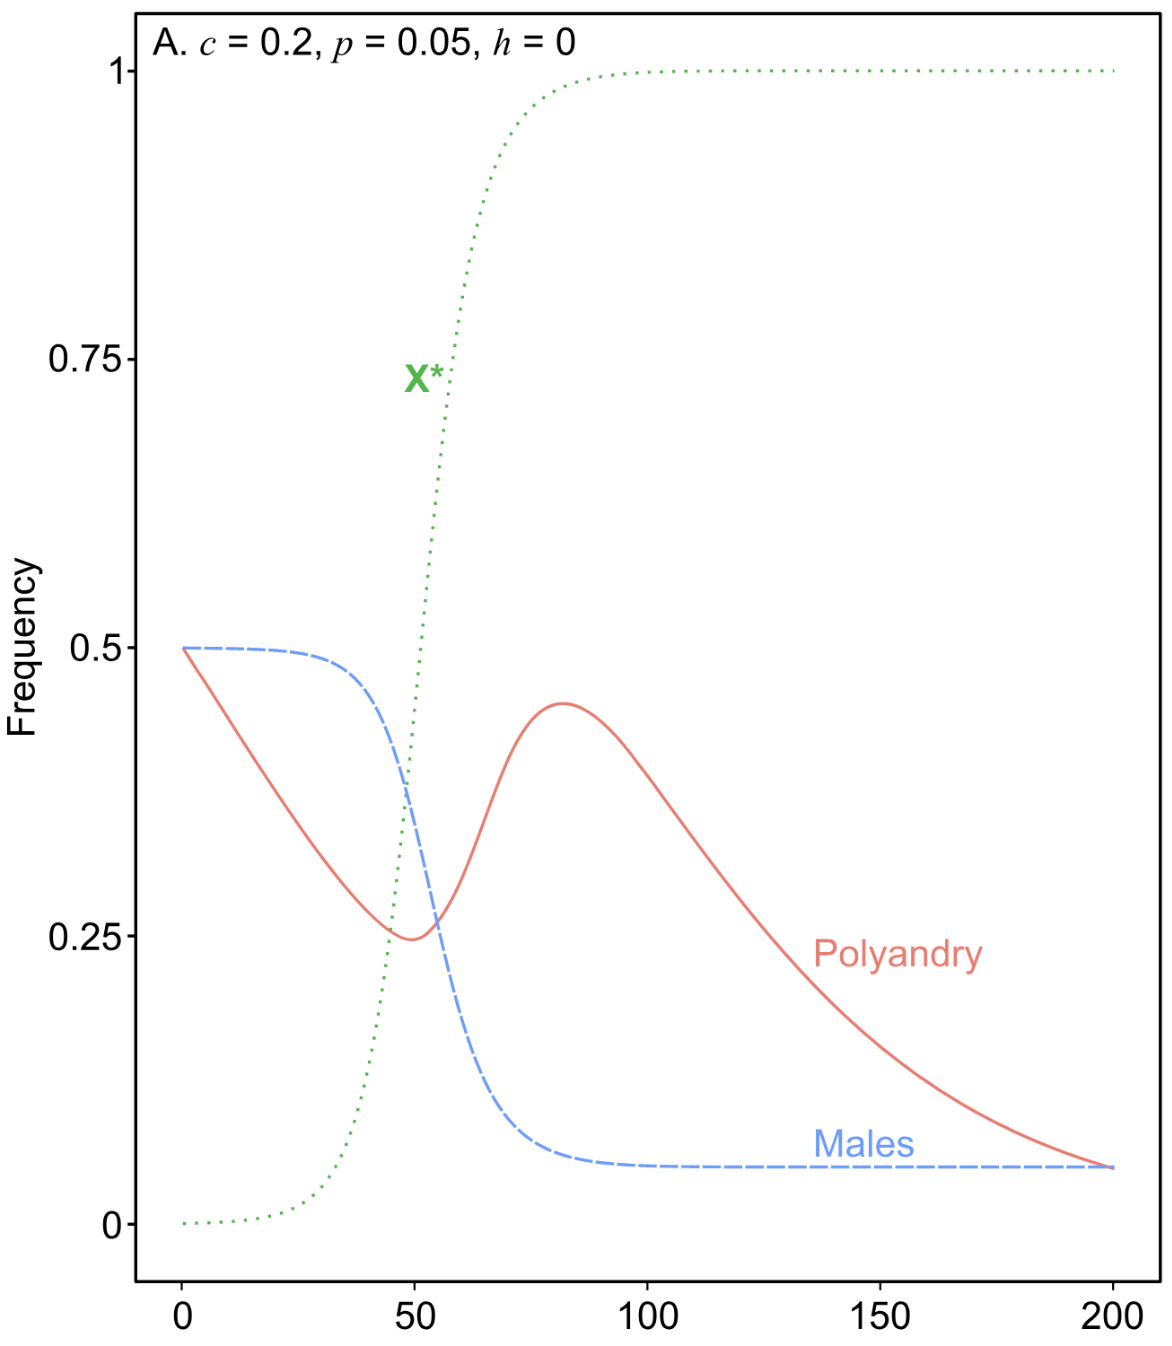 A. c = 0.2, p = 0.05, h = 0
1
X*
0.75
0.5
Frequency
0.25
Polyandry
Males
0
0 50 100 150 200